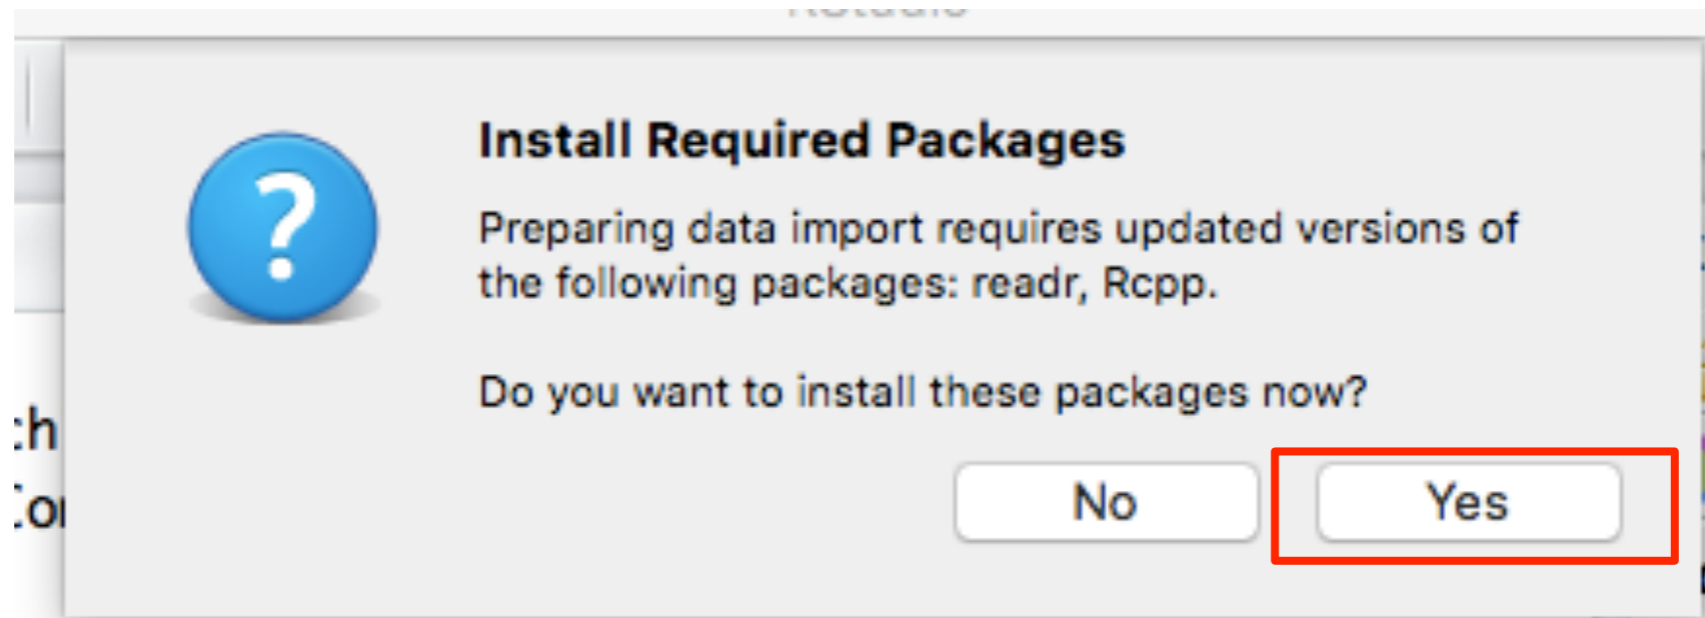 Install Required Packages
Preparing data import requires updated versions of
the following packages: readr, Rcpp.
Do you want to install these packages now?
No
Yes